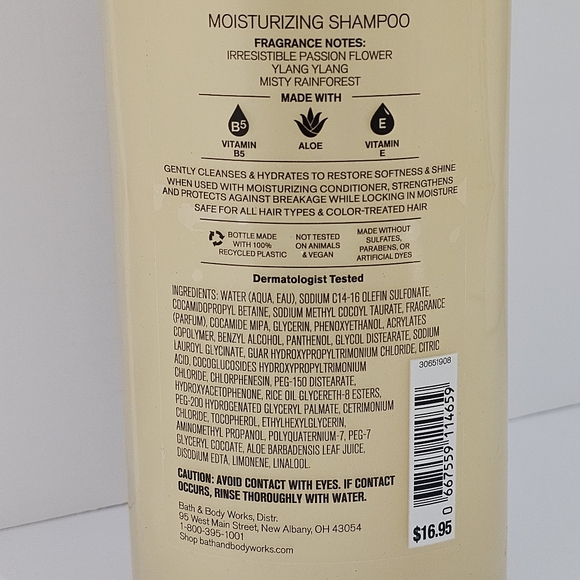 MOISTURIZING SHAMPOO
FRAGRANCE NOTES:
IRRESISTIBLE PASSION FLOWER
YLANG YLANG
MISTY RAINFOREST
MADE WITH
B5
E
VITAMIN
B5
ALOE
VITAMIN
E
GENTLY CLEANSES & HYDRATES TO RESTORE SOFTNESS & SHINE
WHEN USED WITH MOISTURIZING CONDITIONER, STRENGTHENS
AND PROTECTS AGAINST BREAKAGE WHILE LOCKING IN MOISTURE
SAFE FOR ALL HAIR TYPES & COLOR-TREATED HAIR
BOTTLE MADE
WITH 100%
RECYCLED PLASTIC
NOT TESTED
ON ANIMALS
& VEGAN
MADE WITHOUT
SULFATES,
PARABENS, OR
ARTIFICIAL DYES
Dermatologist Tested
INGREDIENTS: WATER (AQUA, EAU), SODIUM C14-16 OLEFIN SULFONATE,
COCAMIDOPROPYL BETAINE, SODIUM METHYL COCOYL TAURATE, FRAGRANCE
(PARFUM), COCAMIDE MIPA, GLYCERIN, PHENOXYETHANOL, ACRYLATES
COPOLYMER, BENZYL ALCOHOL, PANTHENOL, GLYCOL DISTEARATE, SODIUM
LAUROYL GLYCINATE, GUAR HYDROXYPROPYLTRIMONIUM CHLORIDE, CITRIC
ACID, COCOGLUCOSIDES HYDROXYPROPYLTRIMONIUM
CHLORIDE, CHLORPHENESIN, PEG-150 DISTEARATE,
HYDROXYACETOPHENONE, RICE OIL GLYCERETH-8 ESTERS,
PEG-200 HYDROGENATED GLYCERYL PALMATE, CETRIMONIUM
CHLORIDE, TOCOPHEROL, ETHYLHEXYLGLYCERIN,
AMINOMETHYL PROPANOL, POLYQUATERNIUM-7, PEG-7
GLYCERYL COCOATE, ALOE BARBADENSIS LEAF JUICE,
DISODIUM EDTA, LIMONENE, LINALOOL.
CAUTION: AVOID CONTACT WITH EYES. IF CONTACT
OCCURS, RINSE THOROUGHLY WITH WATER.
Bath & Body Works, Distr.
95 West Main Street, New Albany, OH 43054
1-800-395-1001
Shop bathandbodyworks.com
30651908
0 667559 114659
$16.95